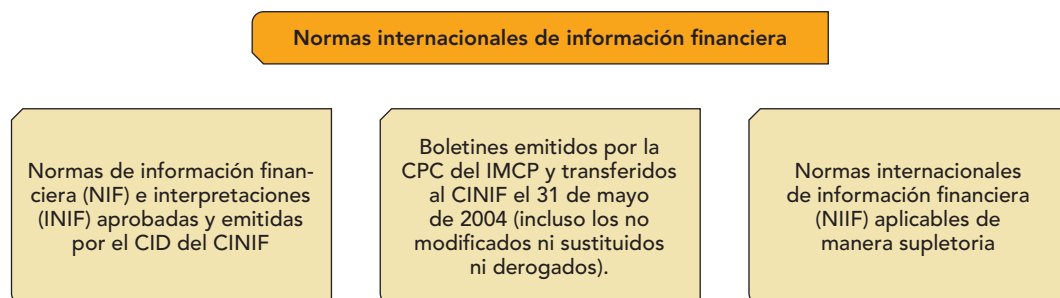 Normas internacionales de información financiera
Normas de información finan-
ciera (NIF) e interpretaciones
(INIF) aprobadas y emitidas
por el CID del CINIF
Boletines emitidos por la
CPC del IMCP y transferidos
al CINIF el 31 de mayo
de 2004 (incluso los no
modificados ni sustituidos
ni derogados).
Normas internacionales
de información financiera
(NIIF) aplicables de
manera supletoria